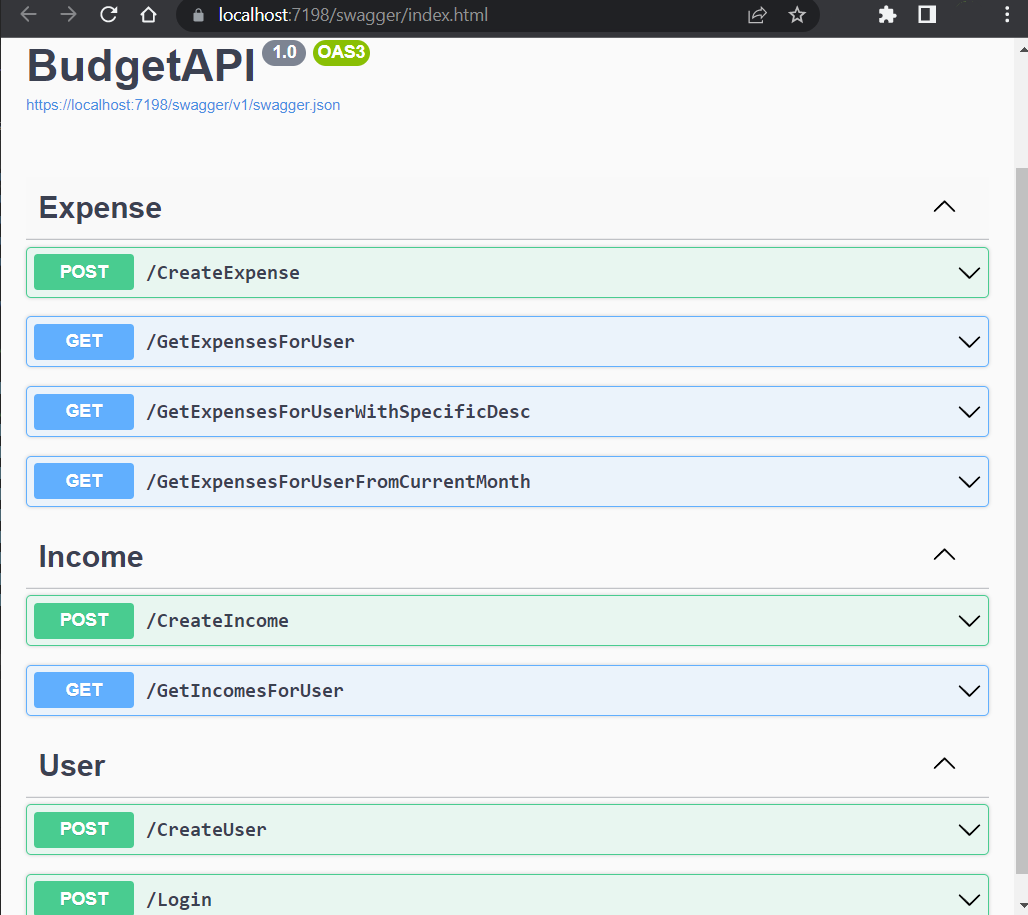 localhost:7198/swagger/index.html
BudgetAPI 1.0 OAS3
https://localhost:7198/swagger/v1/swagger.json
Expense
POST /CreateExpense
GET /GetExpensesForUser
GET /GetExpensesForUserWithSpecificDesc
GET /GetExpensesForUserFromCurrentMonth
Income
POST /CreateIncome
GET /GetIncomesForUser
User
POST /CreateUser
POST /Login